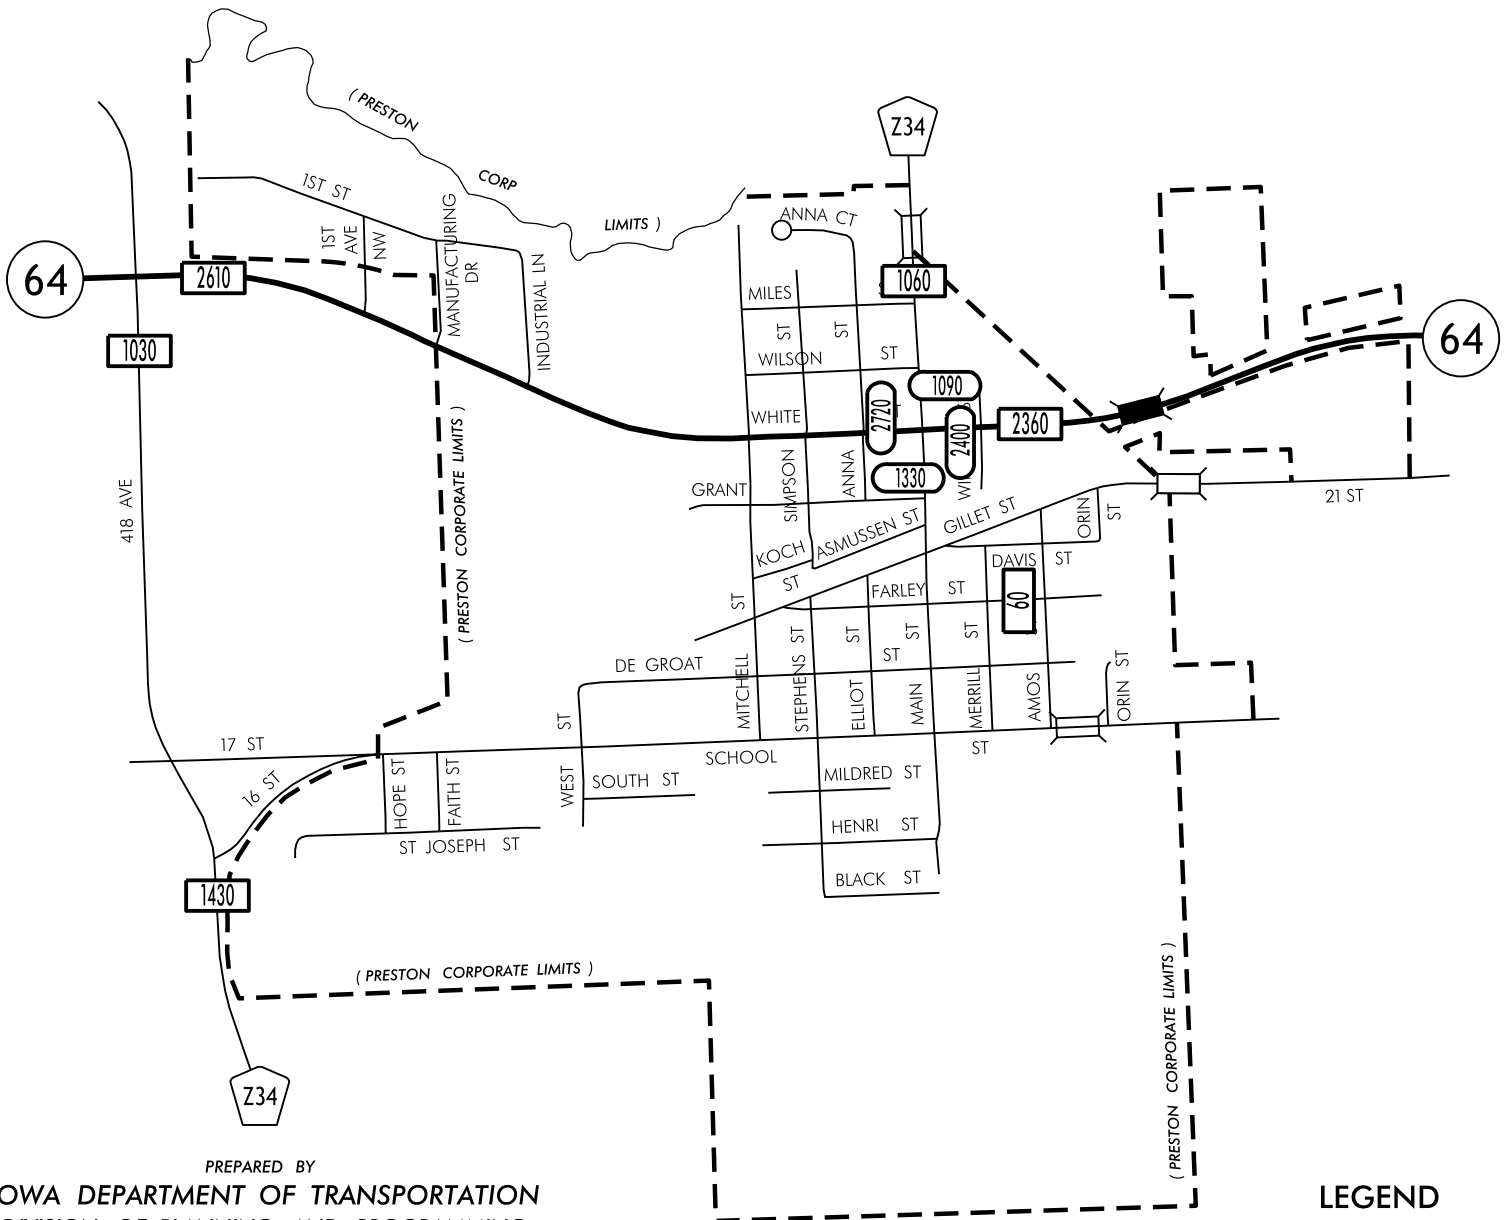 ( PRESTON
CORP
LIMITS )
Z34
1ST ST
1ST
AVE
NW
MANUFACTURING
DR
INDUSTRIAL LN
ANNA CT
64
2610
1060
MILES
ST
ST
64
1030
WILSON
ST
1090
WHITE
2720
2400
2360
SIMPSON
ANNA
1330
GRANT
GILLET ST
ORIN
ST
21 ST
418 AVE
( PRESTON CORPORATE LIMITS )
KOCH
ASMUSSEN ST
ST
DAVIS
ST
60
FARLEY
ST
ST
STEPHENS ST
ELLIOT
ST
ST
MAIN
ST
MERRILL
AMOS
ORIN ST
DE GROAT
ST
MITCHELL
17 ST
SCHOOL
ST
WEST
ST
SOUTH ST
MILDRED ST
16 ST
HOPE ST
FAITH ST
HENRI ST
ST JOSEPH ST
BLACK ST
1430
( PRESTON CORPORATE LIMITS )
( PRESTON CORPORATE LIMITS )
Z34
PREPARED BY
OWA DEPARTMENT OF TRANSPORTATION
LEGEND